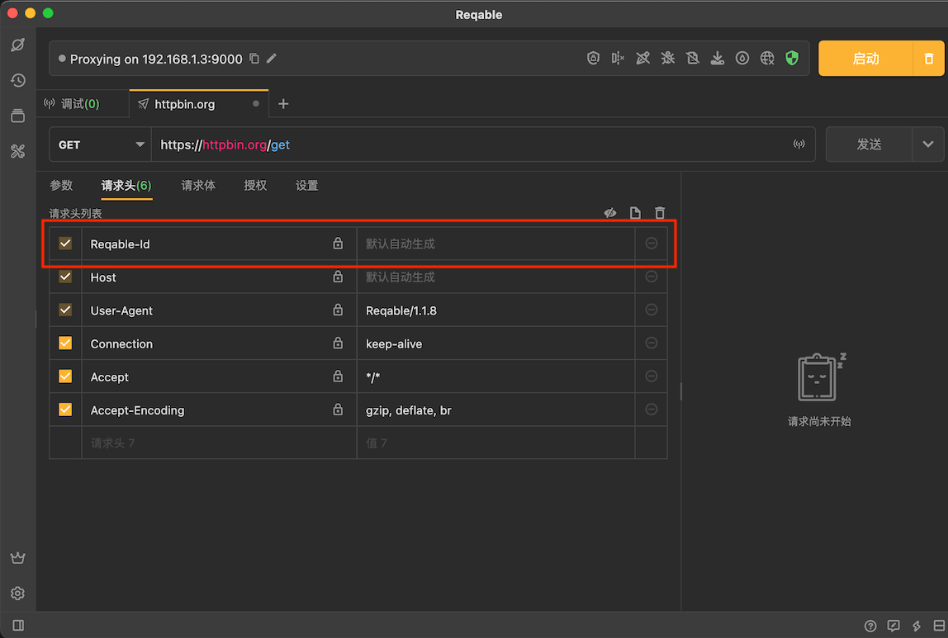 Reqable
Proxying on 192.168.1.3:9000
启动
调试(0)
httpbin.org
GET
https://httpbin.org/get
发送
参数
请求头(6)
请求体
授权
设置
请求头列表
Reqable-Id
默认自动生成
Host
默认自动生成
User-Agent
Reqable/1.1.8
Connection
keep-alive
Accept
*/*
Accept-Encoding
gzip, deflate, br
请求头 7
值 7
z
z
请求尚未开始